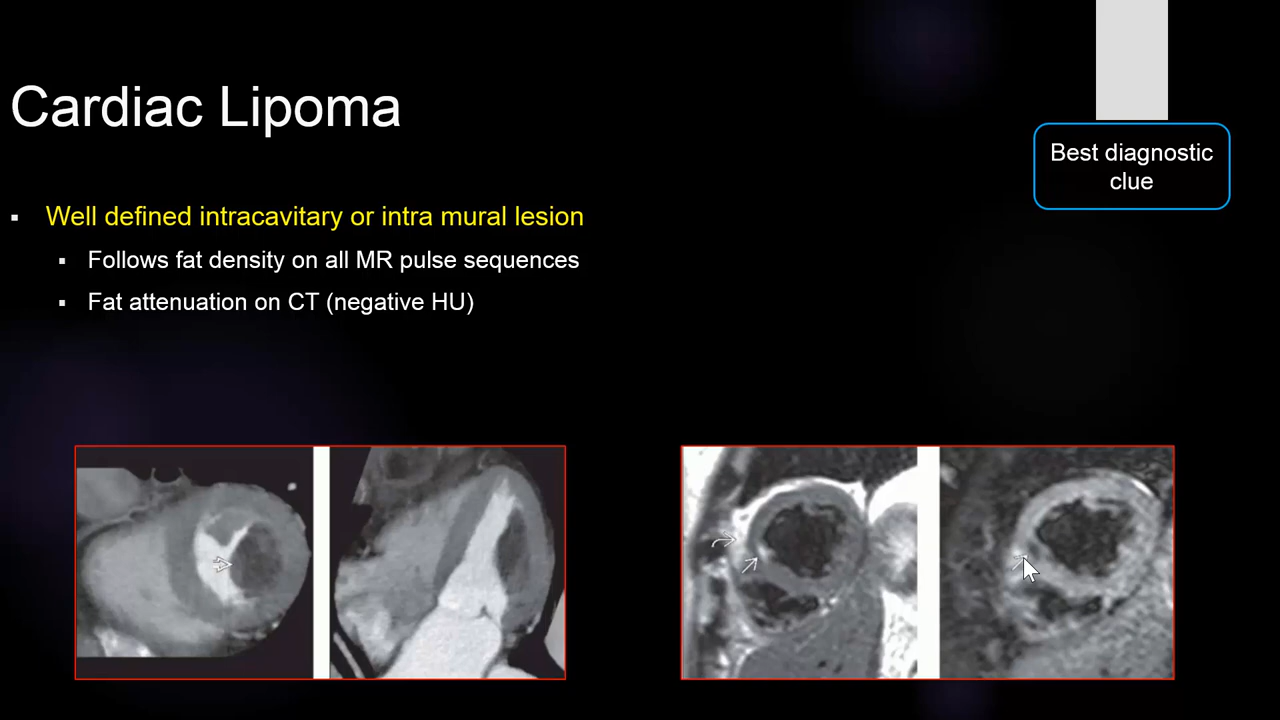 Cardiac Lipoma
Best diagnostic
clue
▪ Well defined intracavitary or intra mural lesion
▪ Follows fat density on all MR pulse sequences
▪ Fat attenuation on CT (negative HU)